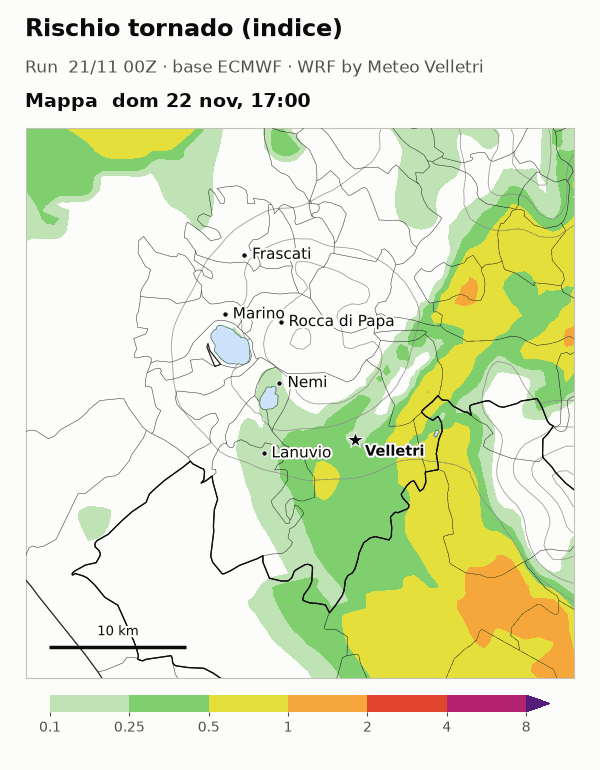 Rischio tornado (indice)
Run  21/11 00Z · base ECMWF · WRF by Meteo Velletri
Mappa  dom 22 nov, 17:00
Frascati
Marino
Rocca di Papa
Nemi
Velletri
Lanuvio
10 km
0.1 0.25 0.5 1 2 4 8